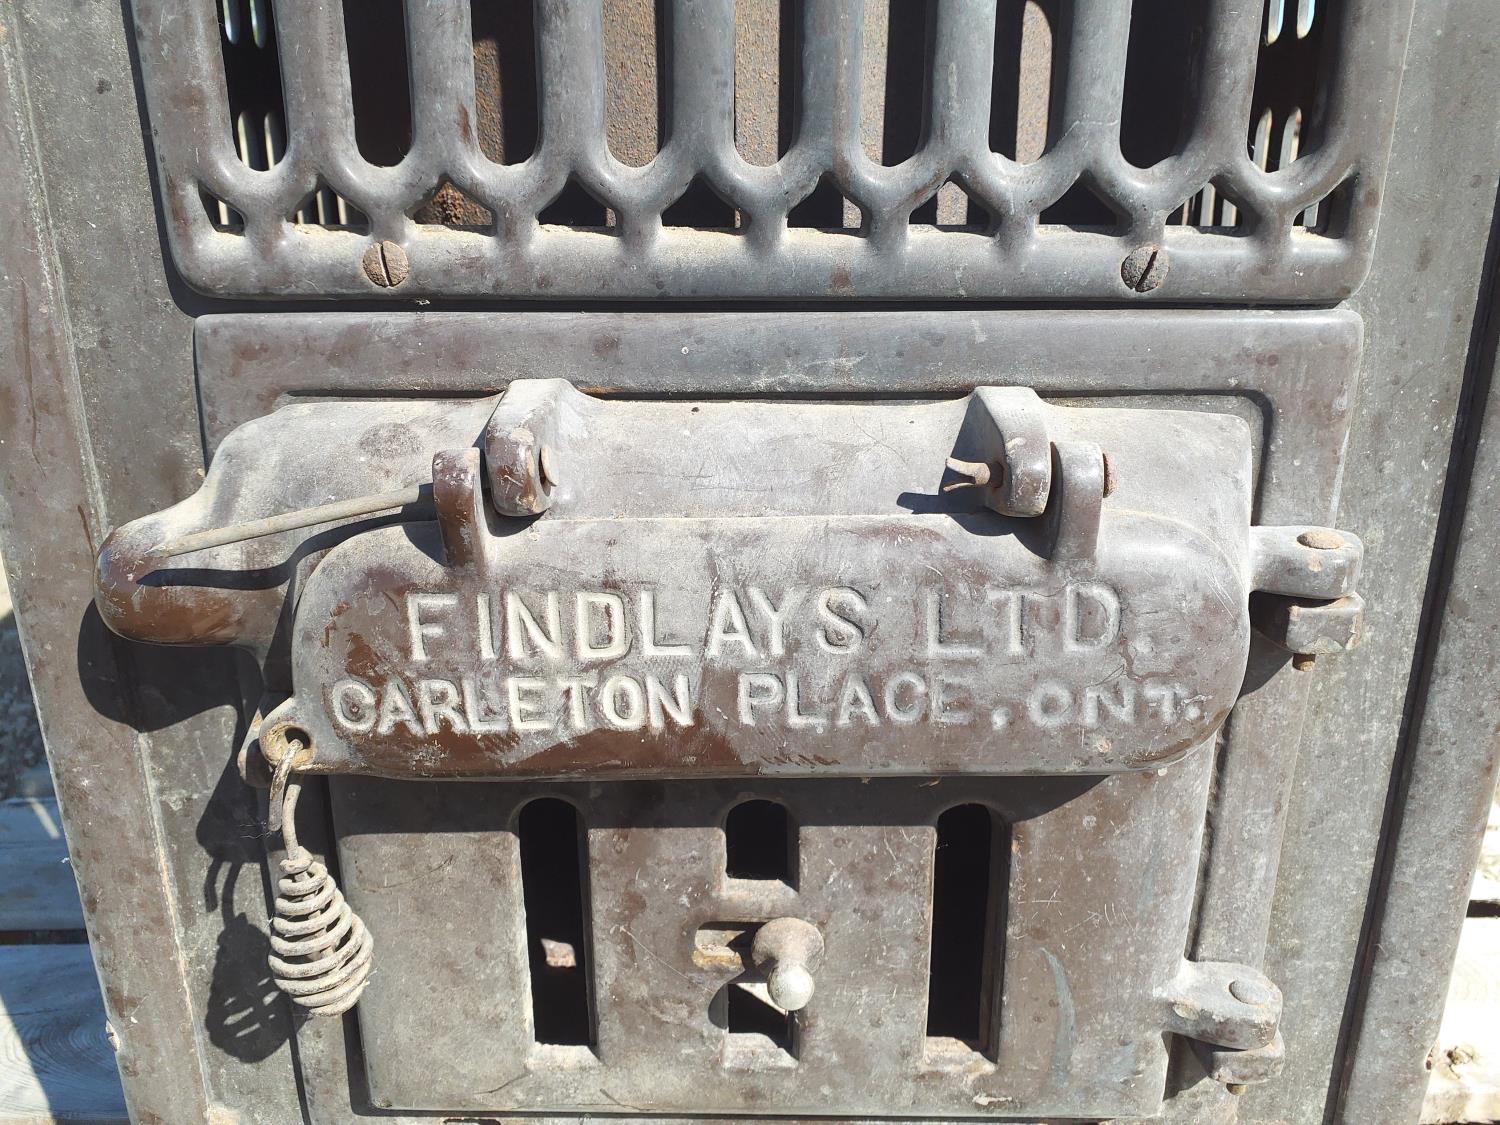 FINDLAYS LTD.
CARLETON PLACE, ONT.